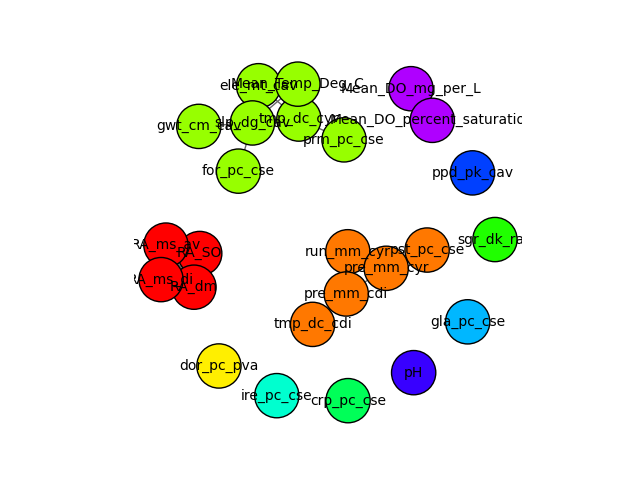 ele_mt_cav
Mean_Temp_Deg_C
Mean_DO_mg_per_L
gwt_cm_cav
slp_dg_cav
tmp_dc_cyr
Mean_DO_percent_saturatio
prm_pc_cse
for_pc_cse
ppd_pk_cav
RA_ms_av
RA_SO
run_mm_cyr
pst_pc_cse
sgr_dk_ra
pre_mm_cyr
RA_ms_di
RA_dm
pre_mm_cdi
tmp_dc_cdi
gla_pc_cse
dor_pc_pva
pH
ire_pc_cse
crp_pc_cse